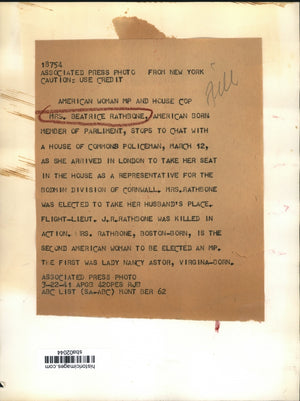 18754
ASSOCIATED PRESS PHOTO FROM NEW YORK
CAUTION: USE CREDIT
AMERICAN WOMAN MP AND HOUSE COP
MRS. BEATRICE RATHBONE, AMERICAN BORN
MEMBER OF PARLIMENT, STOPS TO CHAT WITH
A HOUSE OF COMMONS POLICEMAN, MARCH 12,
AS SHE ARRIVED IN LONDON TO TAKE HER SEAT
IN THE HOUSE AS A REPRESENTATIVE FOR THE
BODMIN DIVISION OF CORNWALL. MRS.RATHBONE
WAS ELECTED TO TAKE HER HUSBAND'S PLACE.
FLIGHT-LIEUT. J.R.RATHBONE WAS KILLED IN
ACTION. MRS. RATHBONE, BOSTON-BORN, IS THE
SECOND AMERICAN WOMAN TO BE ELECTED AN MP.
THE FIRST WAS LADY NANCY ASTOR, VIRGINA-BORN.
ASSOCIATED PRESS PHOTO
3-22-41 APGS 420PES RJD
ABC LIST (SA-ABC) MONT BER 62
historicimages.com
sba02044